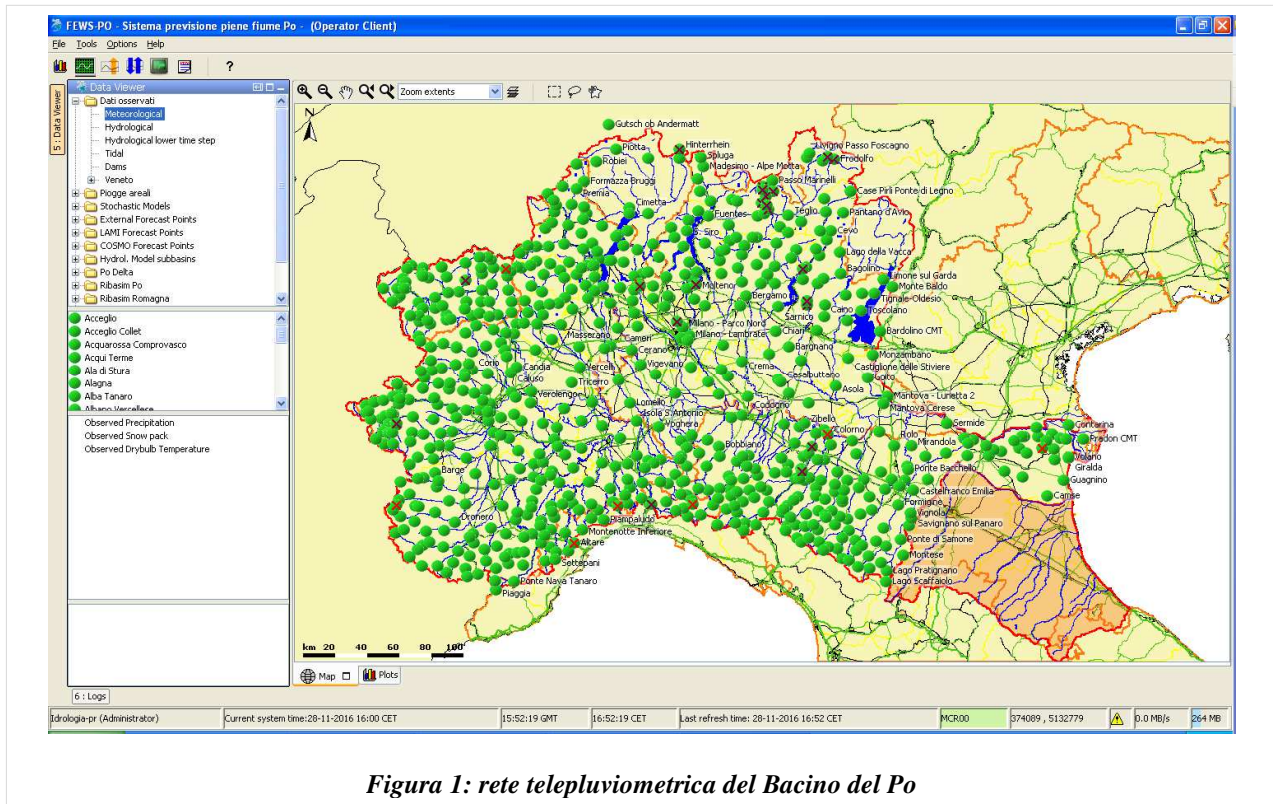 FEWS-PO - Sistema previsione piene fiume Po - (Operator Client)
File Tools Options Help
?
Data Viewer
Zoom extents
5 : Data Viewer
Dati osservati
Meteorological
Hydrological
Hydrological lower time step
Tidal
Dams
Veneto
Piogge areali
Stochastic Models
External Forecast Points
LAMI Forecast Points
COSMO Forecast Points
Hydrol. Model subbasins
Po Delta
Ribasim Po
Ribasim Romagna
Acceglio
Acceglio Collet
Acquarossa Comprovasco
Acqui Terme
Ala di Stura
Alagna
Alba Tanaro
Albano Vercellese
Observed Precipitation
Observed Snow pack
Observed Drybulb Temperature
N
Gutsch ob Andermatt
Piotta
Hinterrhein
Livigno Passo Foscagno
Robiei
Spluga
Frodolfo
Madesimo - Alpe Motta
Formazza Bruggi
Passo Marinelli
Premia
Case Pirli Ponte di Legno
Cimetta
Fuentes
Teglio
Pantano d'Avio
S. Siro
Cevo
Lago della Vacca
Bagolino
Limone sul Garda
Molteno
Monte Baldo
Bergamo
Tignale-Oldesio
Sarnico
Caino
Toscolano
Milano - Parco Nord
Masserano
Cameri
Milano - Lambrate
Chiari
Bardolino CMT
Cerano
Bargnano
Monzambano
Corio
Candia
Vercelli
Vigevano
Crema
Castiglione delle Stiviere
Caluso
Tricerro
Casalbuttano
Goito
Asola
Verolengo
Lomello
Codogno
Mantova - Lunetta 2
Isola S.Antonio
Mantova Cerese
Voghera
Zibello
Sermide
Contarina
Colorno
Rolo
Mirandola
Pradon CMT
Bobbiano
Volano
Barge
Ponte Bacchello
Giralda
Guagnino
Castelfranco Emilia
Camse
Formigine
Vignola
Dronero
Piampaludo
Savignano sul Panaro
Montenotte Inferiore
Ponte di Samone
Altare
Montese
Settepani
Lago Pratignano
Ponte Nava Tanaro
Lago Scaffaiolo
Piaggia
km 20 40 60 80 100
Map Plots
6 : Logs
Idrologia-pr (Administrator) Current system time:28-11-2016 16:00 CET 15:52:19 GMT 16:52:19 CET Last refresh time: 28-11-2016 16:52 CET MCR00 374089 , 5132779 0.0 MB/s 264 MB
Figura 1: rete telepluviometrica del Bacino del Po